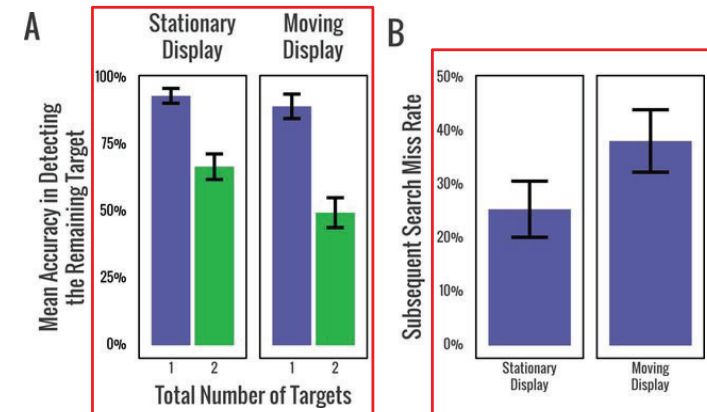 A
Stationary
Display
Moving
Display
Mean Accuracy in Detecting
the Remaining Target
100%
75%
50%
25%
0%
1
2
1
2
Total Number of Targets
B
Subsequent Search Miss Rate
50%
40%
30%
20%
10%
0%
Stationary
Display
Moving
Display